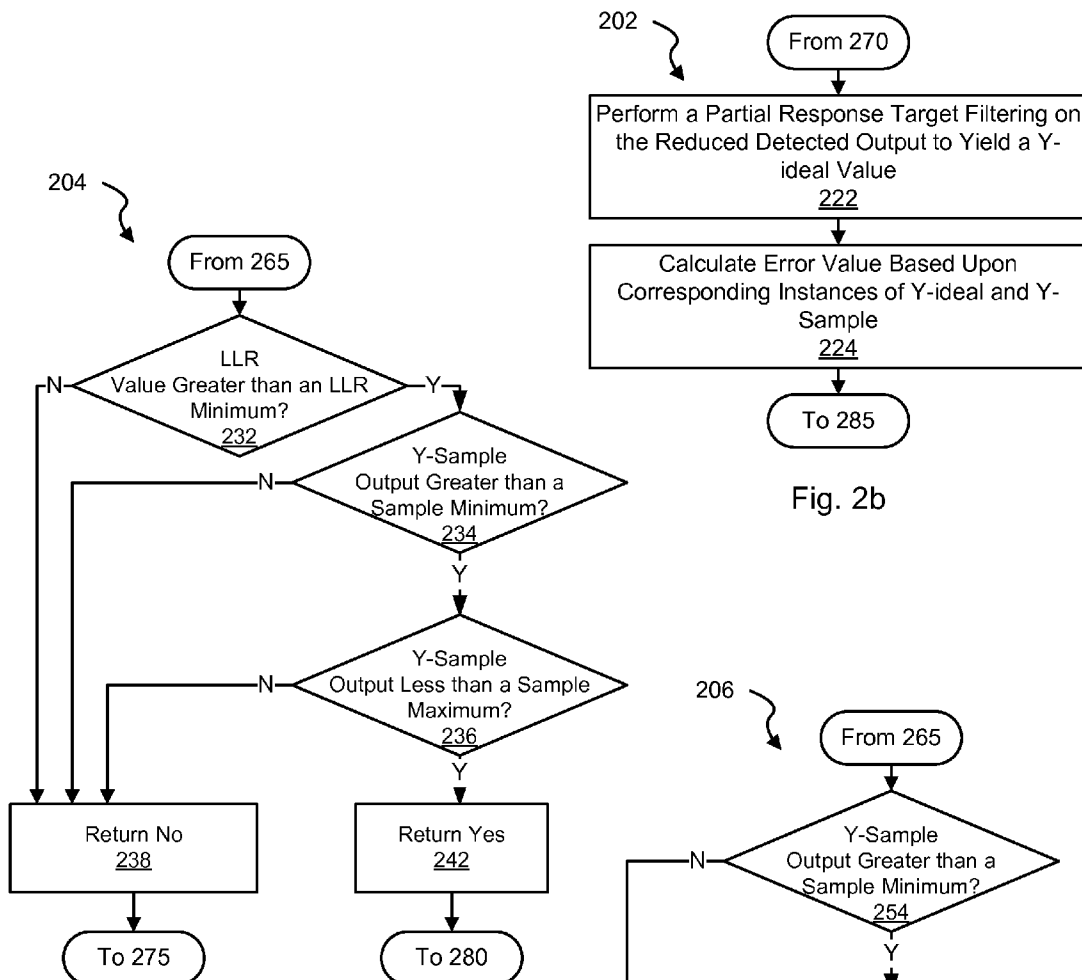 202
From 270
Perform a Partial Response Target Filtering on
the Reduced Detected Output to Yield a Y-
ideal Value
222
Calculate Error Value Based Upon
Corresponding Instances of Y-ideal and Y-
Sample
224
To 285
Fig. 2b
204
From 265
LLR
Value Greater than an LLR
Minimum?
232
N
Y
Y-Sample
Output Greater than a
Sample Minimum?
234
N
Y
Y-Sample
Output Less than a Sample
Maximum?
236
N
Y
Return No
238
Return Yes
242
To 275
To 280
206
From 265
Y-Sample
Output Greater than a
Sample Minimum?
254
N
Y